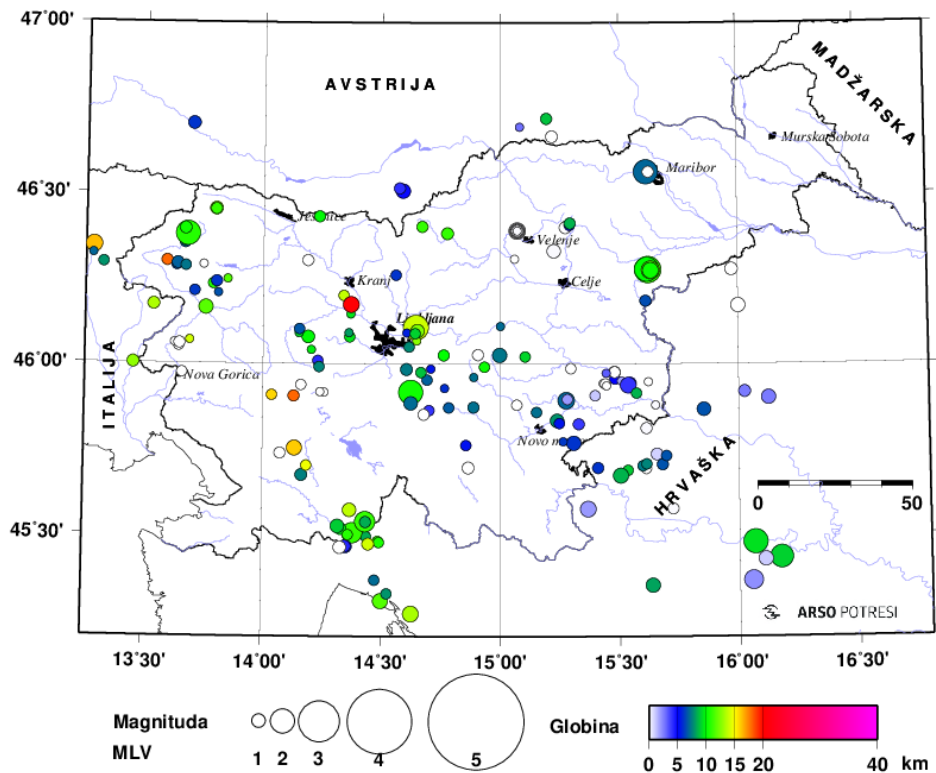 47˚00'
46˚30'
46˚00'
45˚30'
13˚30'
14˚00'
14˚30'
15˚00'
15˚30'
16˚00'
16˚30'
AVSTRIJA
MADŽARSKA
ITALIJA
HRVAŠKA
Murska Sobota
Maribor
Velenje
Celje
Kranj
Ljubljana
Nova Gorica
0
50
ARSO POTRESI
Magnituda
MLV
1 2 3 4 5
Globina
0 5 10 15 20 40 km